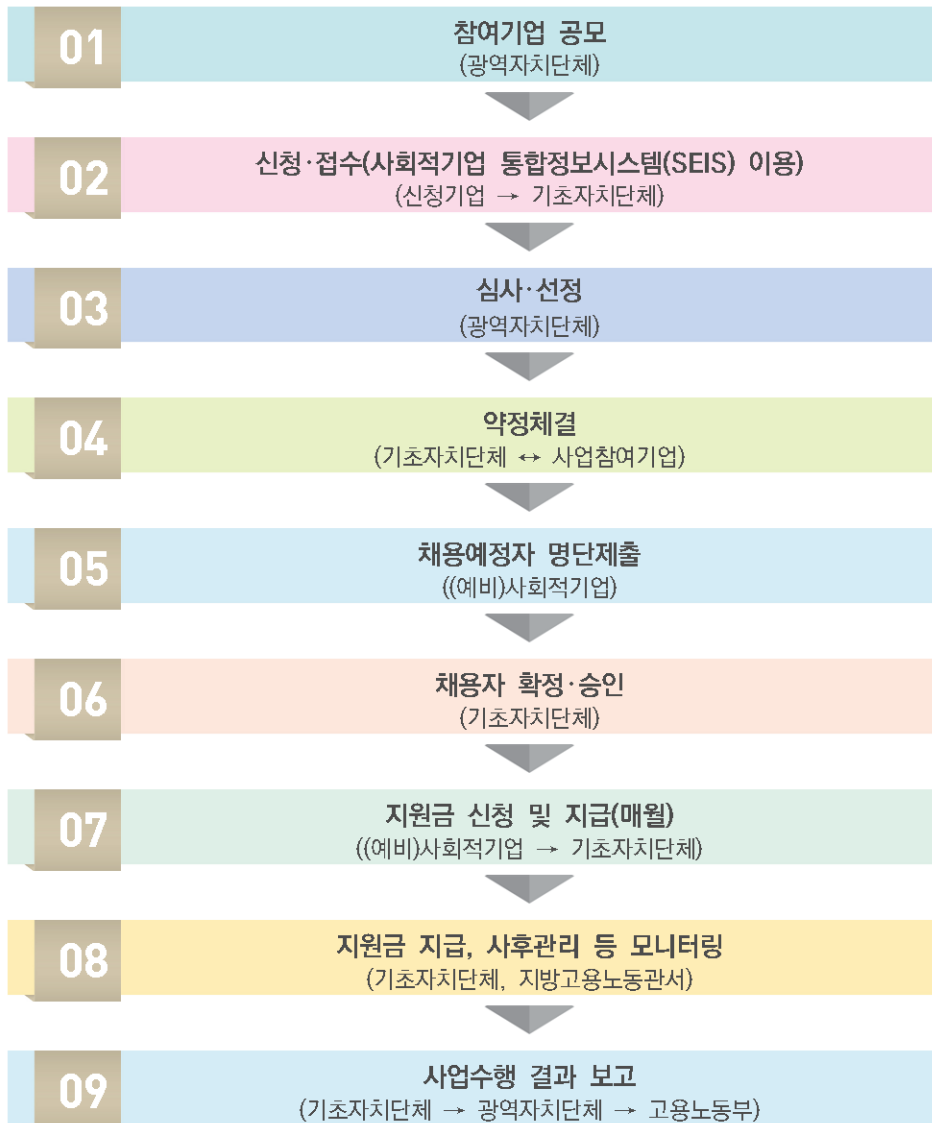 01
참여기업 공모
(광역자치단체)
02
신청·접수(사회적기업 통합정보시스템(SEIS) 이용)
(신청기업 → 기초자치단체)
03
심사·선정
(광역자치단체)
04
약정체결
(기초자치단체 ↔ 사업참여기업)
05
채용예정자 명단제출
((예비)사회적기업)
06
채용자 확정·승인
(기초자치단체)
07
지원금 신청 및 지급(매월)
((예비)사회적기업 → 기초자치단체)
08
지원금 지급, 사후관리 등 모니터링
(기초자치단체, 지방고용노동관서)
09
사업수행 결과 보고
(기초자치단체 → 광역자치단체 → 고용노동부)